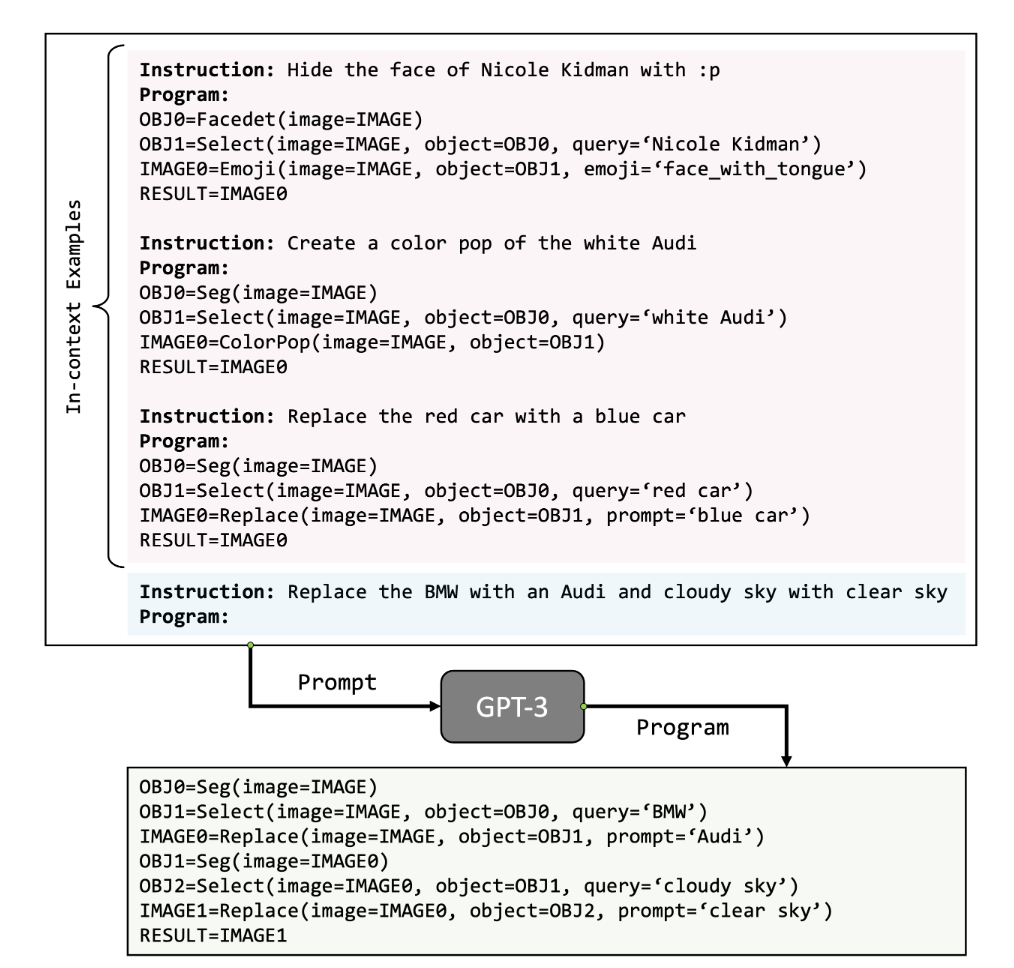 In-context Examples
Instruction: Hide the face of Nicole Kidman with :p
Program:
OBJ0=Facedet(image=IMAGE)
OBJ1=Select(image=IMAGE, object=OBJ0, query=‘Nicole Kidman’)
IMAGE0=Emoji(image=IMAGE, object=OBJ1, emoji=‘face_with_tongue’)
RESULT=IMAGE0
Instruction: Create a color pop of the white Audi
Program:
OBJ0=Seg(image=IMAGE)
OBJ1=Select(image=IMAGE, object=OBJ0, query=‘white Audi’)
IMAGE0=ColorPop(image=IMAGE, object=OBJ1)
RESULT=IMAGE0
Instruction: Replace the red car with a blue car
Program:
OBJ0=Seg(image=IMAGE)
OBJ1=Select(image=IMAGE, object=OBJ0, query=‘red car’)
IMAGE0=Replace(image=IMAGE, object=OBJ1, prompt=‘blue car’)
RESULT=IMAGE0
Instruction: Replace the BMW with an Audi and cloudy sky with clear sky
Program:
Prompt
GPT-3
Program
OBJ0=Seg(image=IMAGE)
OBJ1=Select(image=IMAGE, object=OBJ0, query=‘BMW’)
IMAGE0=Replace(image=IMAGE, object=OBJ1, prompt=‘Audi’)
OBJ1=Seg(image=IMAGE0)
OBJ2=Select(image=IMAGE0, object=OBJ1, query=‘cloudy sky’)
IMAGE1=Replace(image=IMAGE0, object=OBJ2, prompt=‘clear sky’)
RESULT=IMAGE1